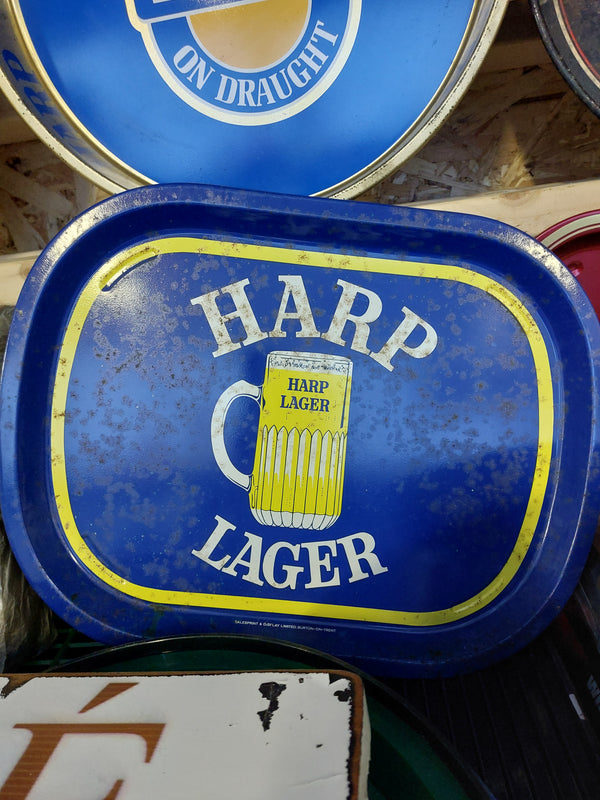 ON DRAUGHT
HARP
HARP
LAGER
LAGER
SALESPRINT & DISPLAY LIMITED BURTON-ON-TRENT
É